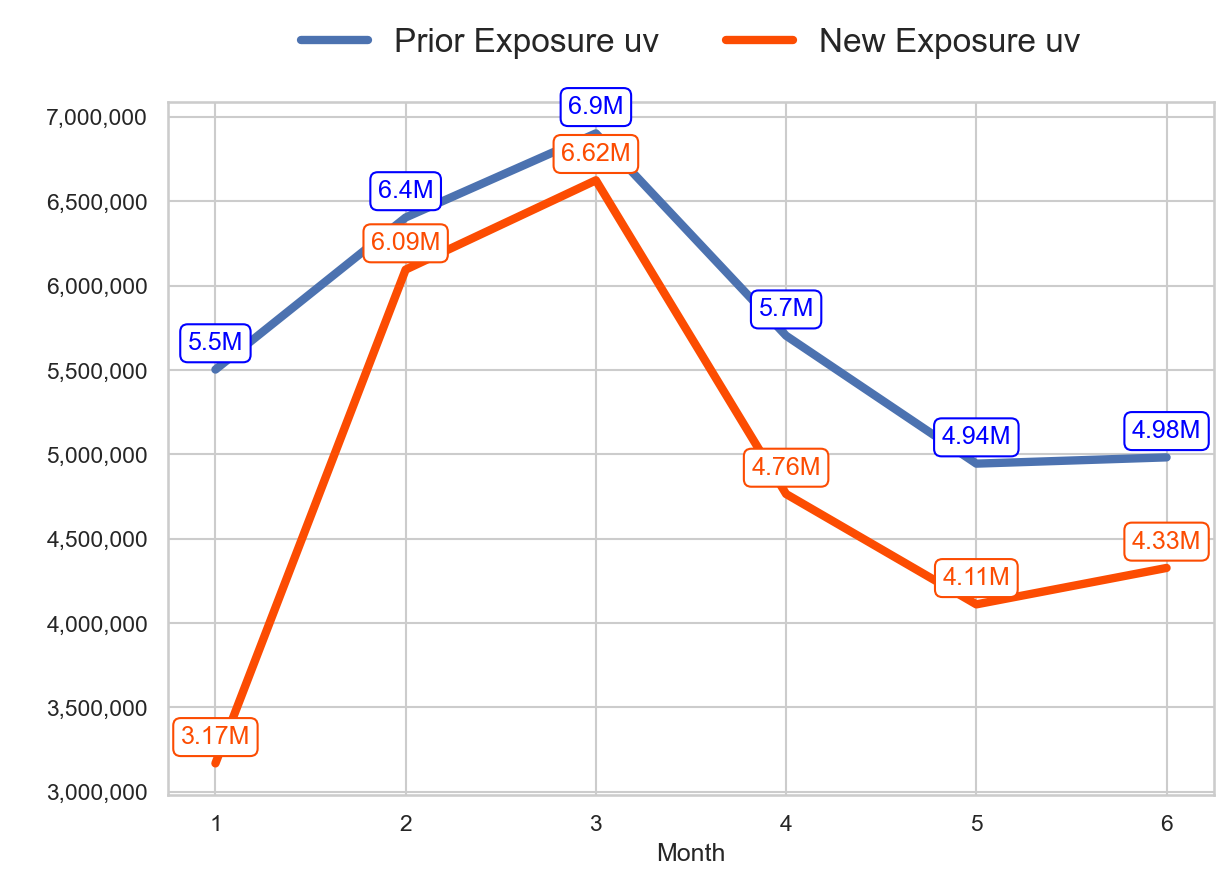 Prior Exposure uv New Exposure uv
7,000,000
6,500,000
6,000,000
5,500,000
5,000,000
4,500,000
4,000,000
3,500,000
3,000,000
5.5M
6.4M
6.9M
5.7M
4.94M
4.98M
3.17M
6.09M
6.62M
4.76M
4.11M
4.33M
1 2 3 4 5 6
Month